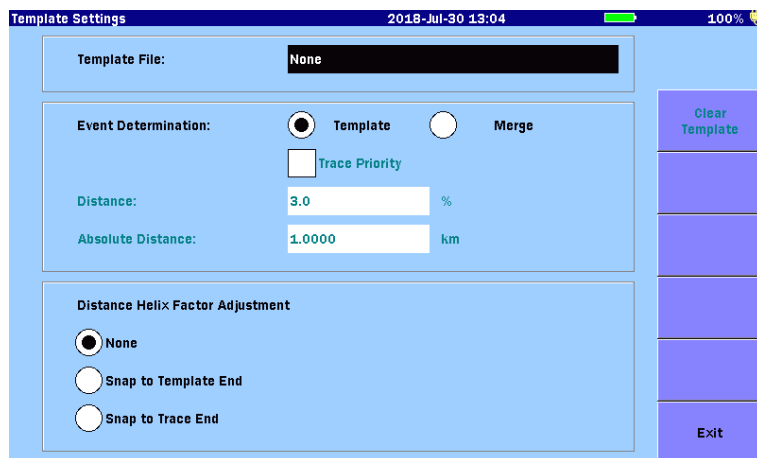 Template Settings 2018-Jul-30 13:04 100%
Template File: None
Event Determination: Template Merge
Trace Priority
Distance: 3.0 %
Absolute Distance: 1.0000 km
Distance Helix Factor Adjustment
None
Snap to Template End
Snap to Trace End
Clear
Template
Exit